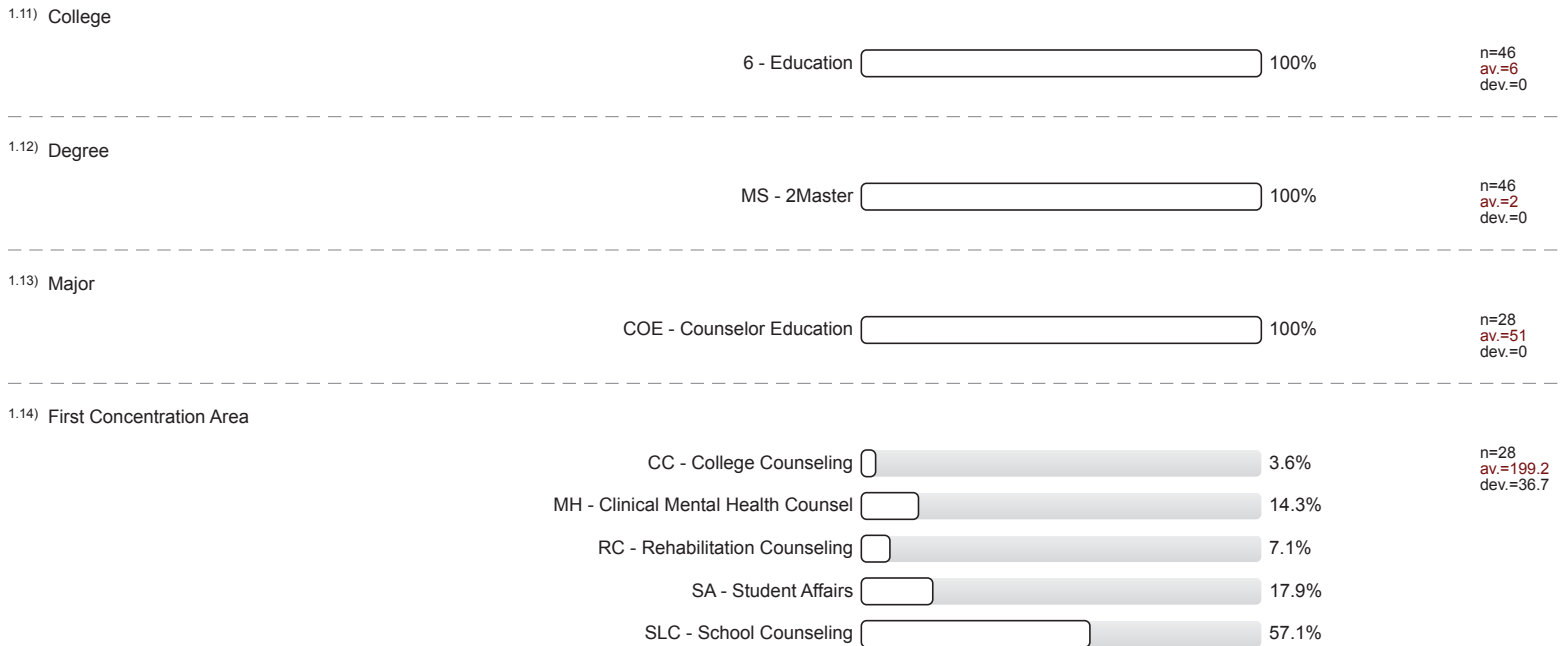 1.11) College
6 - Education 100%
n=46
av.=6
dev.=0
1.12) Degree
MS - 2Master 100%
n=46
av.=2
dev.=0
1.13) Major
COE - Counselor Education 100%
n=28
av.=51
dev.=0
1.14) First Concentration Area
CC - College Counseling 3.6%
n=28
av.=199.2
dev.=36.7
MH - Clinical Mental Health Counsel 14.3%
RC - Rehabilitation Counseling 7.1%
SA - Student Affairs 17.9%
SLC - School Counseling 57.1%